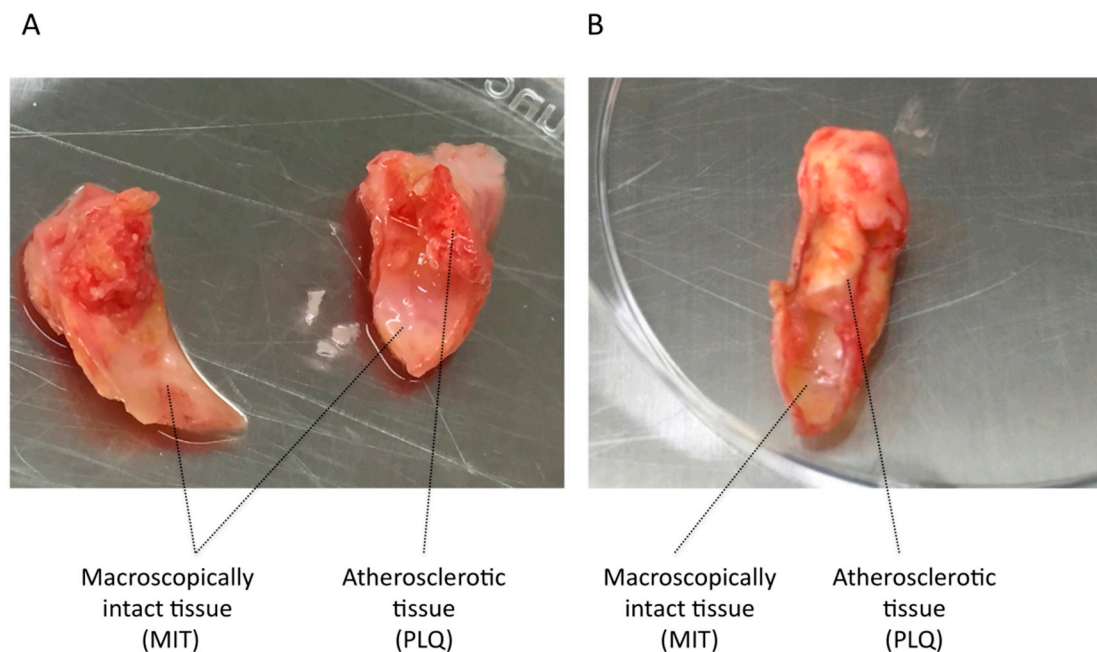 A
B
Macroscopically
intact tissue
(MIT)
Atherosclerotic
tissue
(PLQ)
Macroscopically
intact tissue
(MIT)
Atherosclerotic
tissue
(PLQ)